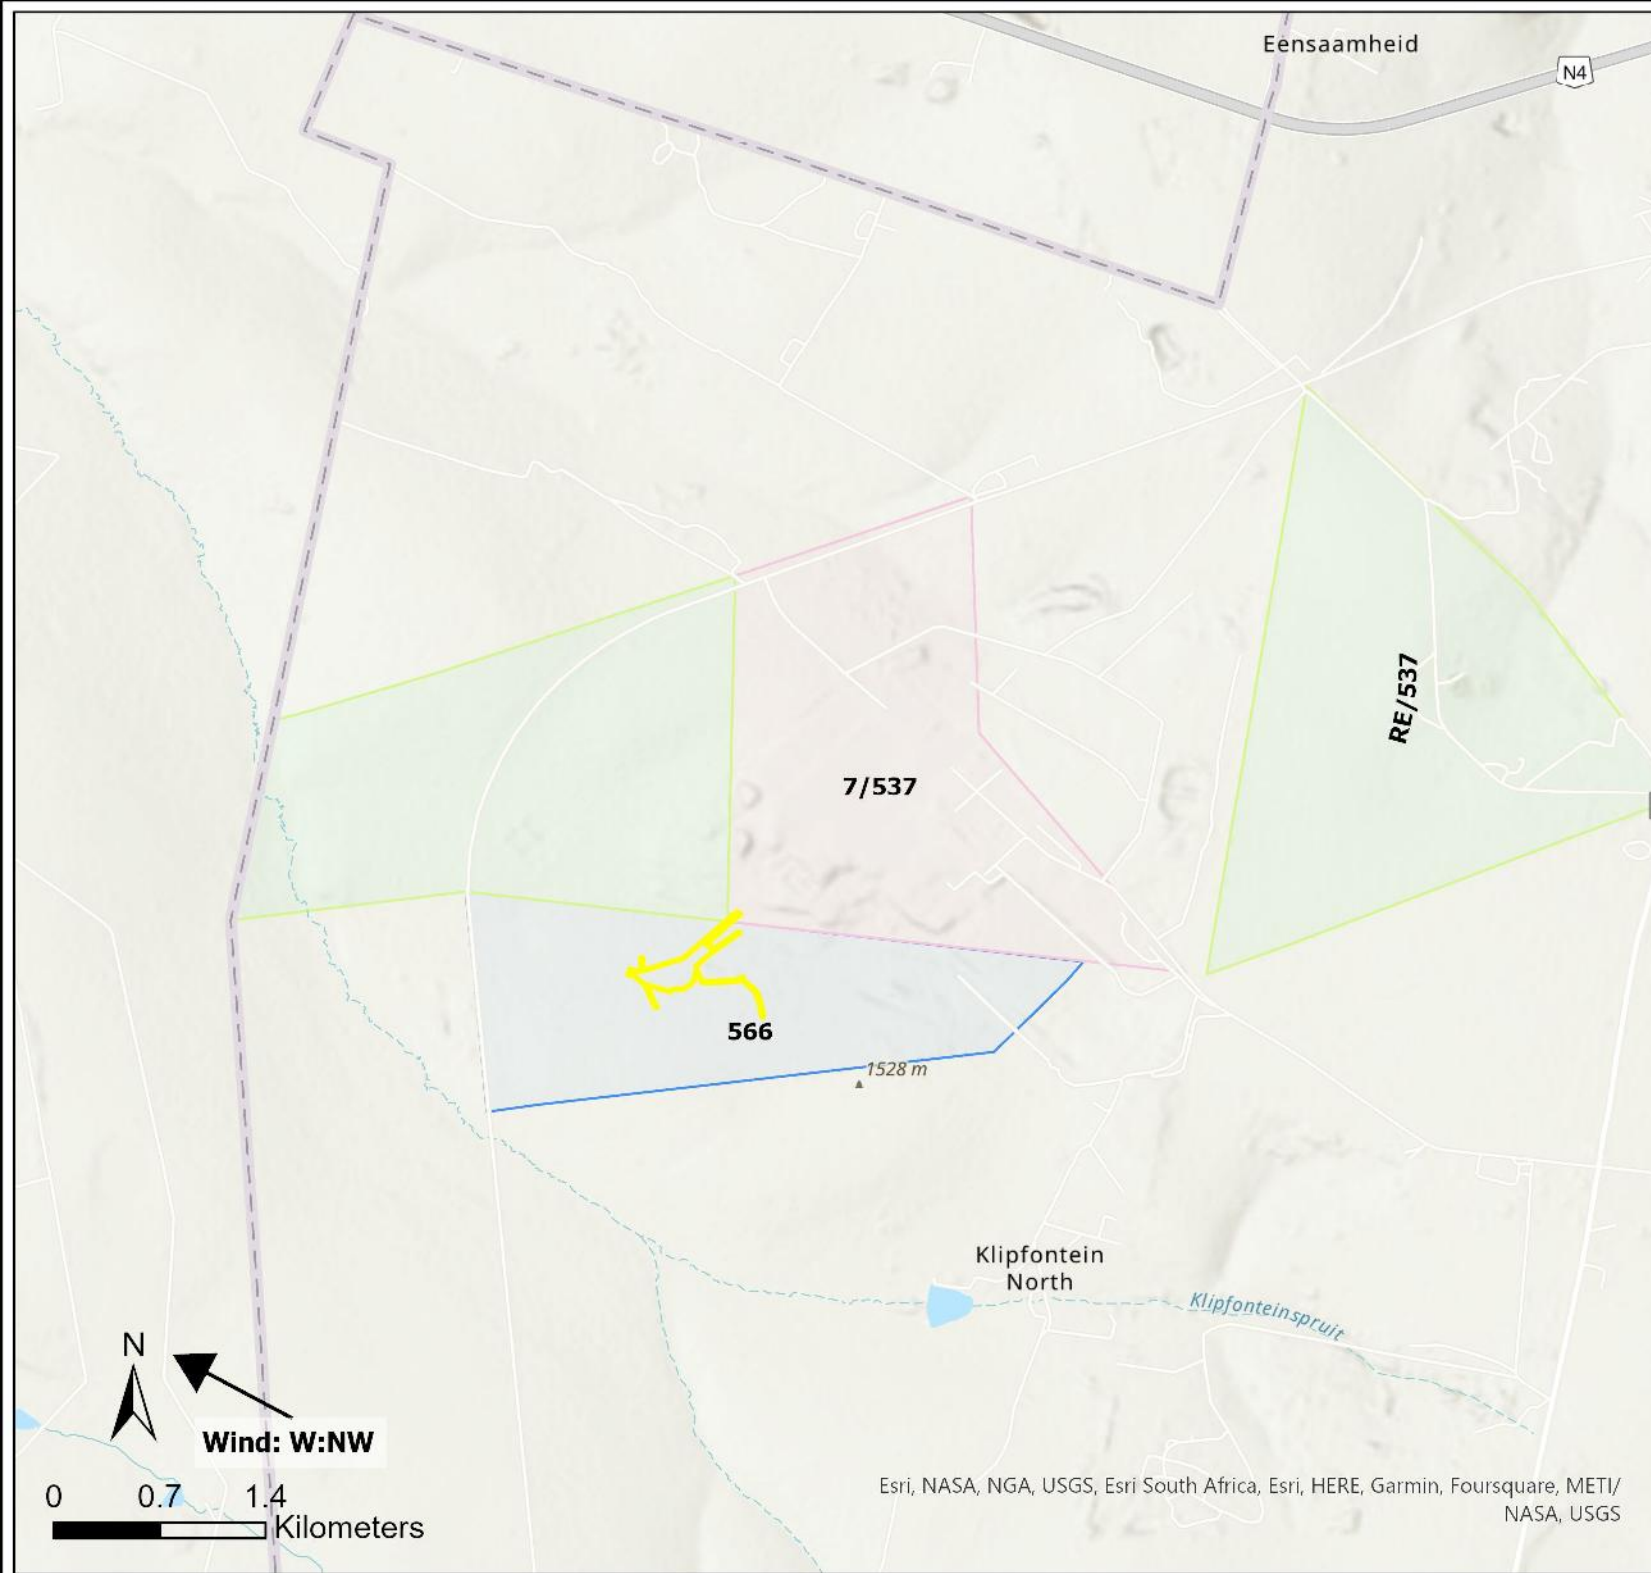 Eensaamheid
N4
RE/537
7/537
566
1528 m
Klipfontein
North
Klipfonteinspruit
N
Wind: W:NW
0 0.7 1.4
Kilometers
Esri, NASA, NGA, USGS, Esri South Africa, Esri, HERE, Garmin, Foursquare, METI/
NASA, USGS